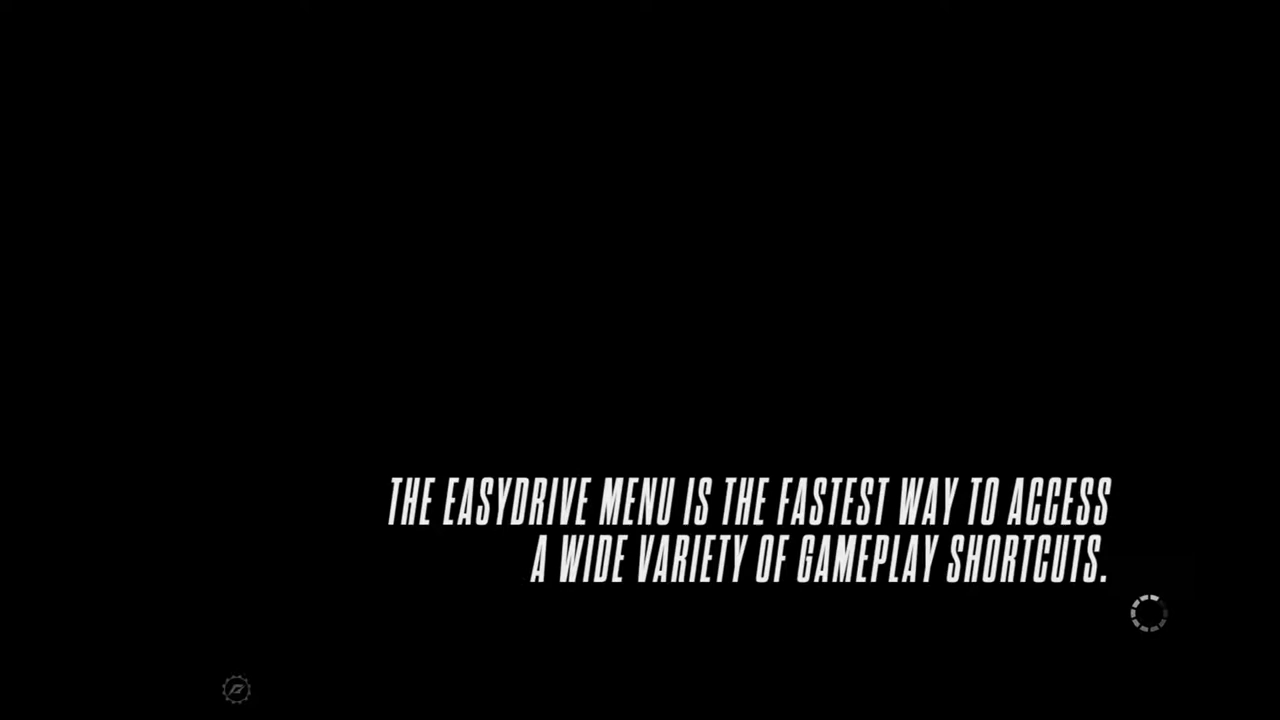 THE EASYDRIVE MENU IS THE FASTEST WAY TO ACCESS
A WIDE VARIETY OF GAMEPLAY SHORTCUTS.